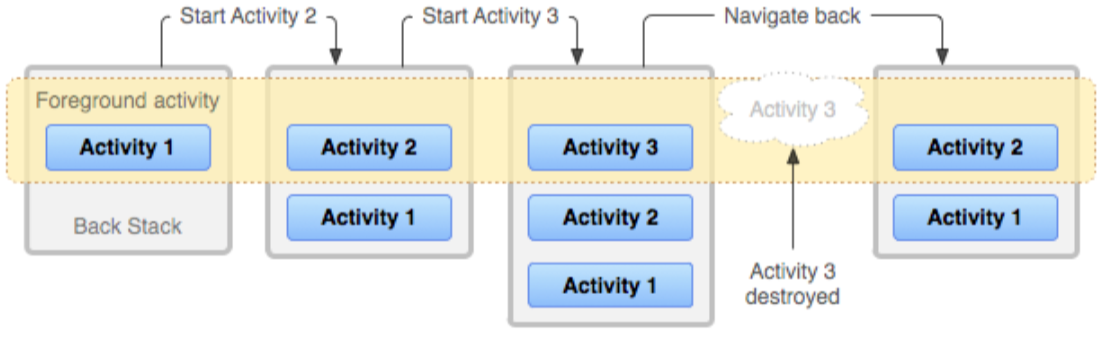 Start Activity 2
Start Activity 3
Navigate back
Foreground activity
Activity 1
Back Stack
Activity 2
Activity 1
Activity 3
Activity 2
Activity 1
Activity 3
Activity 3
destroyed
Activity 2
Activity 1